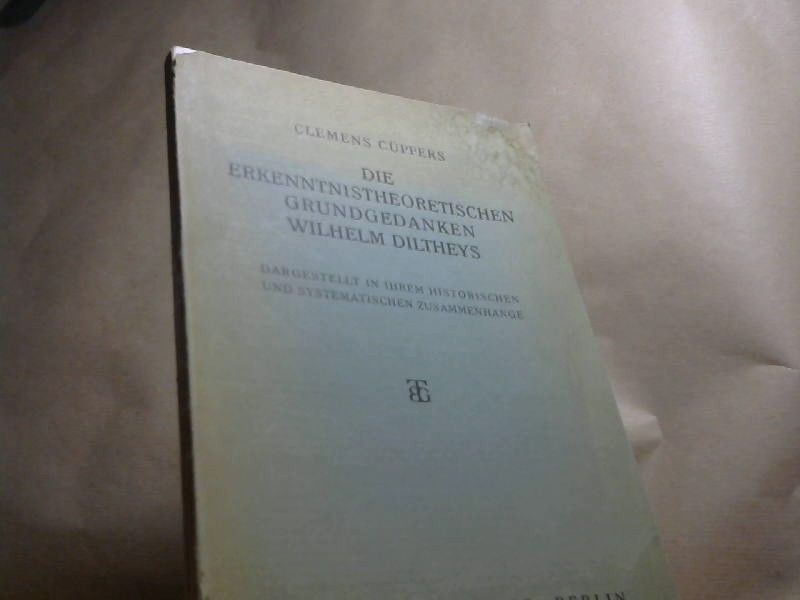 CLEMENS CÜPPERS
DIE
ERKENNTNISTHEORETISCHEN
GRUNDGEDANKEN
WILHELM DILTHEYS
DARGESTELLT IN IHREM HISTORISCHEN
UND SYSTEMATISCHEN ZUSAMMENHANGE
BERLIN